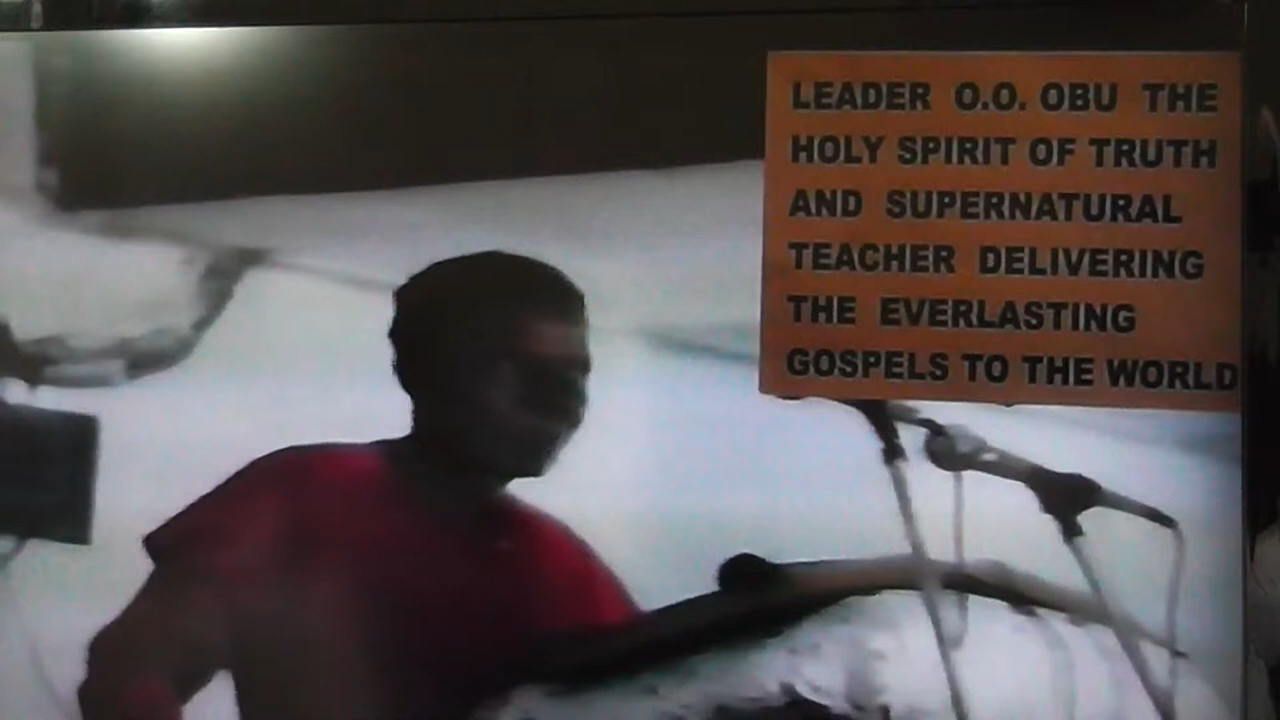 LEADER O.O. OBU THE
HOLY SPIRIT OF TRUTH
AND SUPERNATURAL
TEACHER DELIVERING
THE EVERLASTING
GOSPELS TO THE WORLD